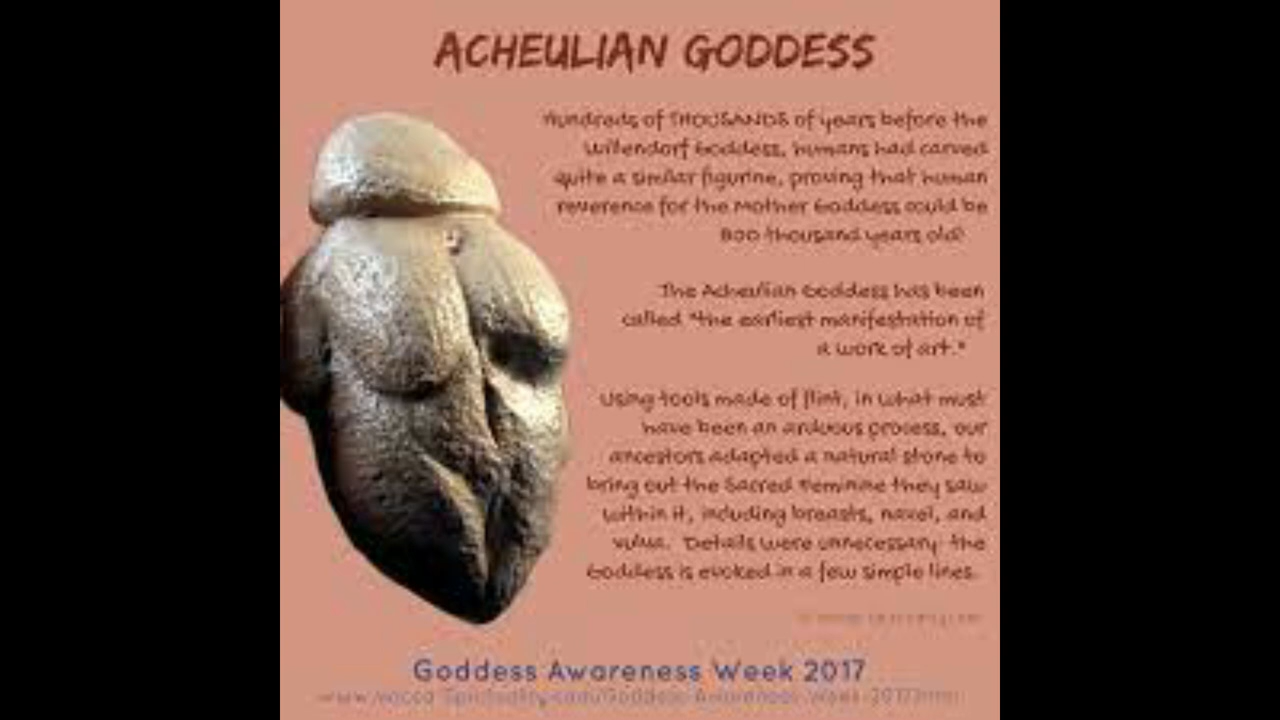 ACHEULIAN GODDESS
Hundreds of THOUSANDS of years before the
Willendorf Goddess, humans had carved
quite a similar figurine, proving that human
reverence for the Mother Goddess could be
800 thousand years old!
The Acheulian Goddess has been
called "the earliest manifestation of
a work of art."
Using tools made of flint, in what must
have been an arduous process, our
ancestors adapted a natural stone to
bring out the Sacred Feminine they saw
within it, including breasts, navel, and
vulva. Details were unnecessary- the
Goddess is evoked in a few simple lines.
Goddess Awareness Week 2017